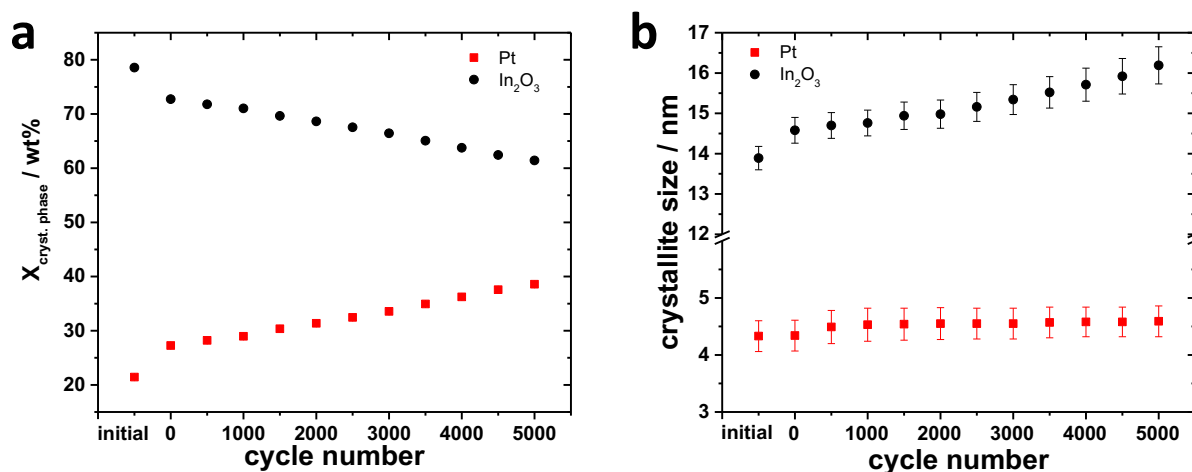 a
X cryst. phase / wt%
80
70
60
50
40
30
20
Pt
In2O3
initial 0 1000 2000 3000 4000 5000
cycle number
b
crystallite size / nm
17
16
15
14
13
12
5
4
3
Pt
In2O3
initial 0 1000 2000 3000 4000 5000
cycle number